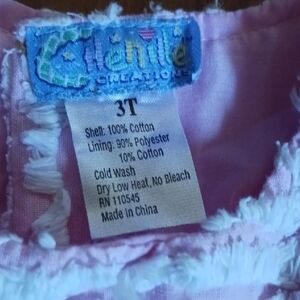 Chenille
CREATIONS
3T
Shell: 100% Cotton
Lining: 90% Polyester
10% Cotton
Cold Wash
Dry Low Heat, No Bleach
RN 110545
Made in China